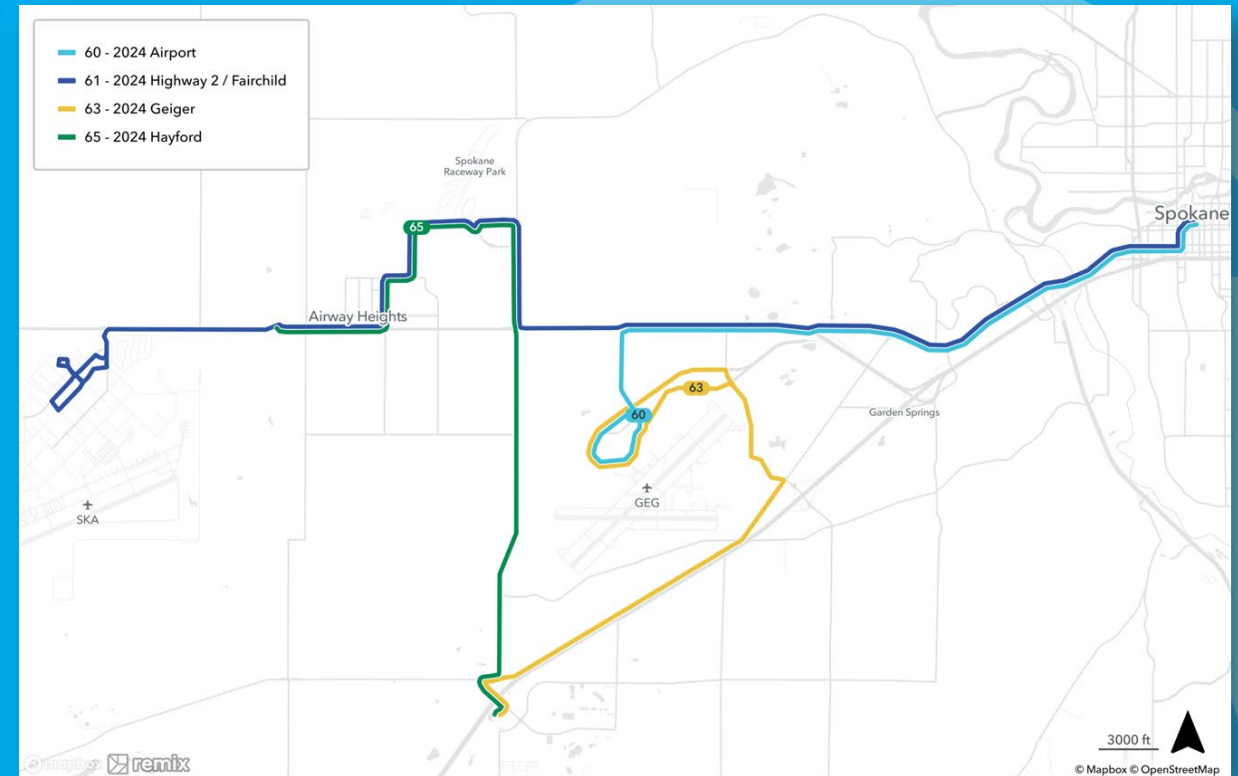 60 - 2024 Airport
61 - 2024 Highway 2 / Fairchild
63 - 2024 Geiger
65 - 2024 Hayford
Spokane
Raceway Park
Spokane
65
Airway Heights
63
60
Garden Springs
GEG
SKA
3000 ft
mapbox remix
© Mapbox © OpenStreetMap